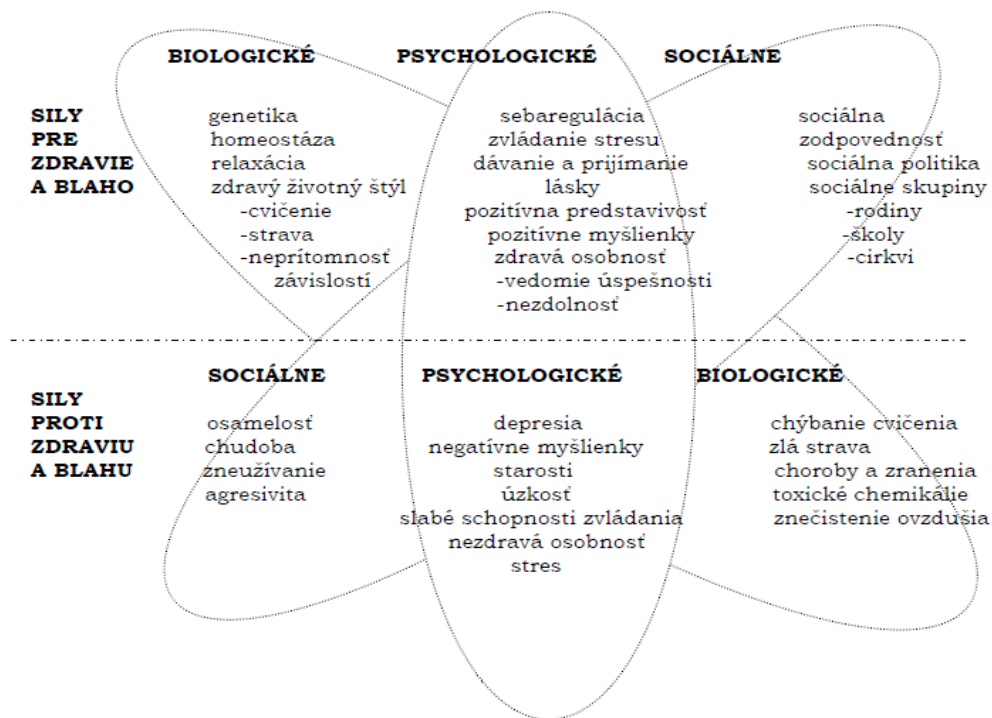 BIOLOGICKÉ PSYCHOLOGICKÉ SOCIÁLNE
SILY genetika sebaregulácia sociálna
PRE homeostáza zvládanie stresu zodpovednosť
ZDRAVIE relaxácia dávanie a prijímanie sociálna politika
A BLAHO zdravý životný štýl lásky sociálne skupiny
-cvičenie pozitívna predstavivosť -rodiny
-strava pozitívne myšlienky -školy
-neprítomnosť zdravá osobnosť -cirkvi
závislostí -vedomie úspešnosti
-nezdolnosť
SOCIÁLNE PSYCHOLOGICKÉ BIOLOGICKÉ
SILY
PROTI osamelosť depresia chýbanie cvičenia
ZDRAVIU chudoba negatívne myšlienky zlá strava
A BLAHU zneužívanie starosti choroby a zranenia
agresivita úzkosť toxické chemikálie
slabé schopnosti zvládania znečistenie ovzdušia
nezdravá osobnosť
stres